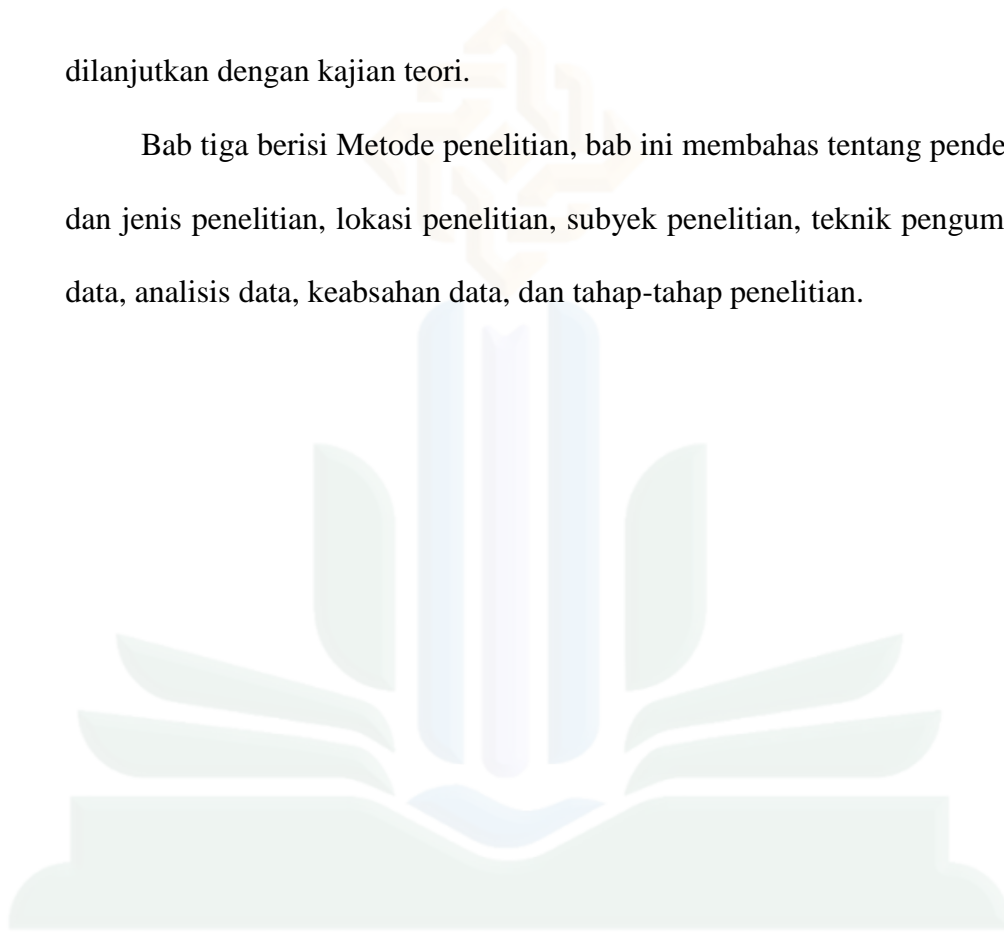 dilanjutkan dengan kajian teori.
Bab tiga berisi Metode penelitian, bab ini membahas tentang pende
dan jenis penelitian, lokasi penelitian, subyek penelitian, teknik pengum
data, analisis data, keabsahan data, dan tahap-tahap penelitian.